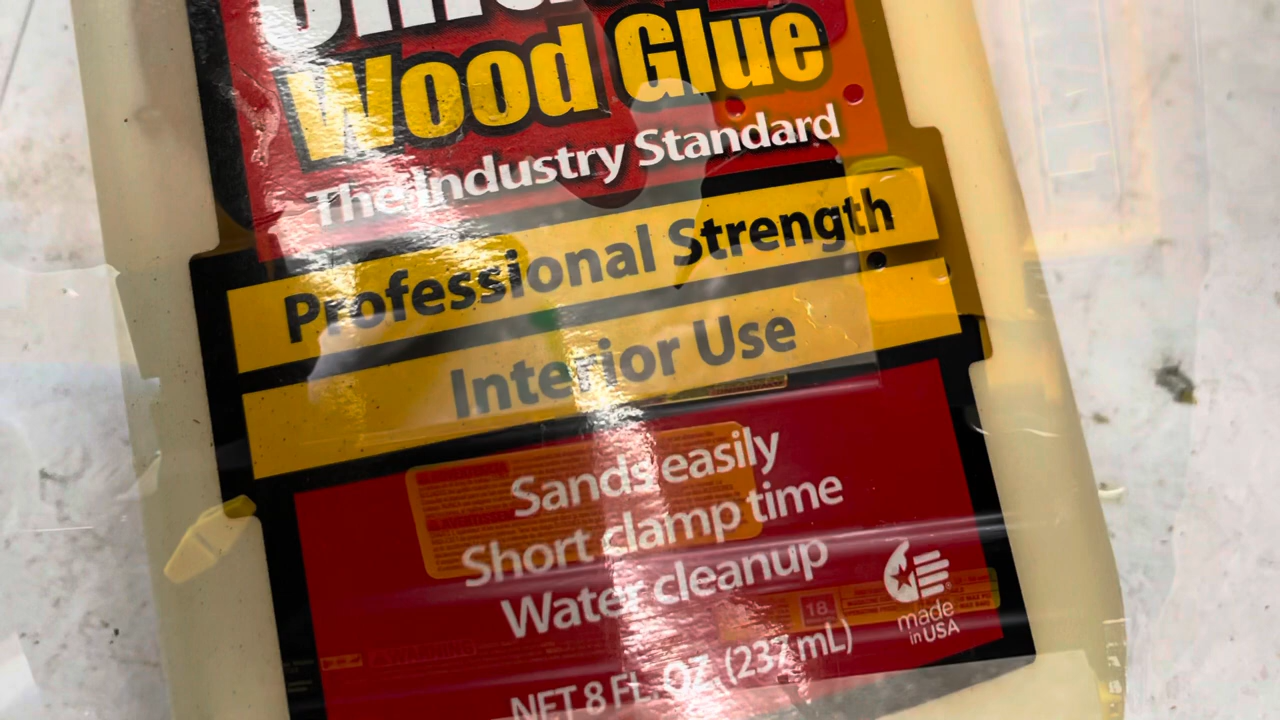 Wood Glue
The Industry Standard
Professional Strength
Interior Use
Sands easily
Short clamp time
Water cleanup
18
made
in USA
NET 8 FL. OZ. (237 mL)